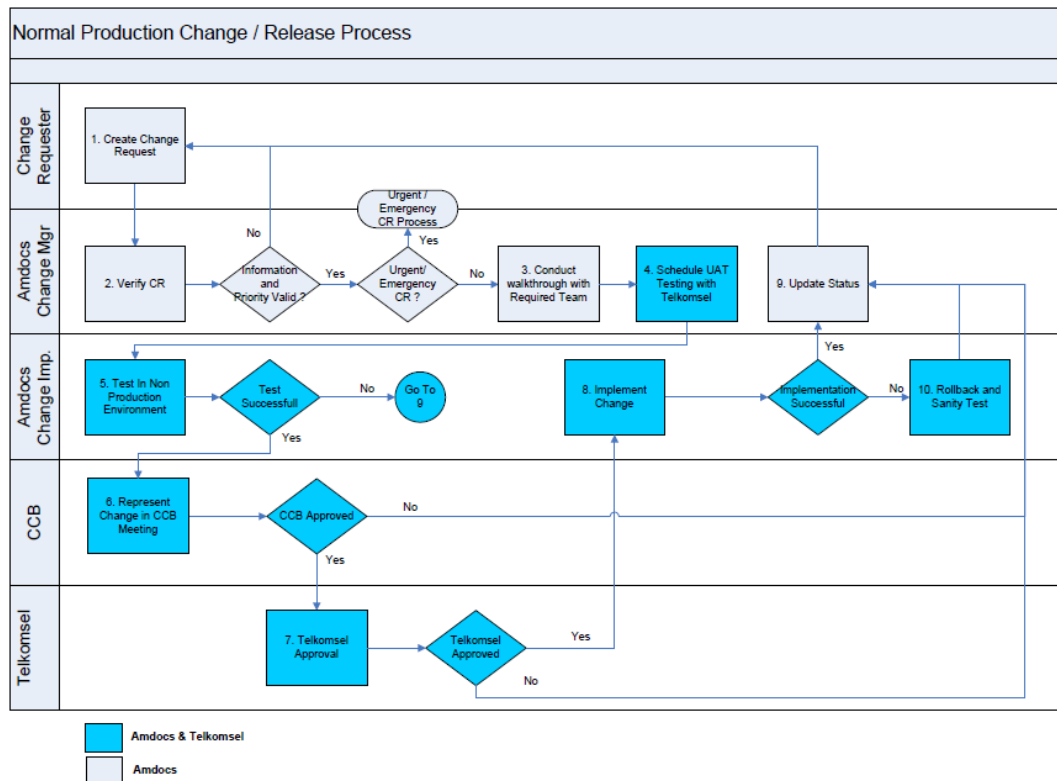 Normal Production Change / Release Process
Change
Requester
1. Create Change
Request
Urgent /
Emergency
CR Process
Amdocs
Change Mgr
2. Verify CR
No
Information
and
Priority Valid ?
Yes
Yes
Urgent/
Emergency
CR ?
No
3. Conduct
walkthrough with
Required Team
4. Schedule UAT
Testing with
Telkomsel
9. Update Status
Amdocs
Change Imp.
5. Test In Non
Production
Environment
Test
Successfull
No
Go To
9
Yes
8. Implement
Change
Yes
Implementation
Successful
No
10. Rollback and
Sanity Test
CCB
6. Represent
Change in CCB
Meeting
CCB Approved
No
Yes
Telkomsel
7. Telkomsel
Approval
Telkomsel
Approved
Yes
No
Amdocs & Telkomsel
Amdocs